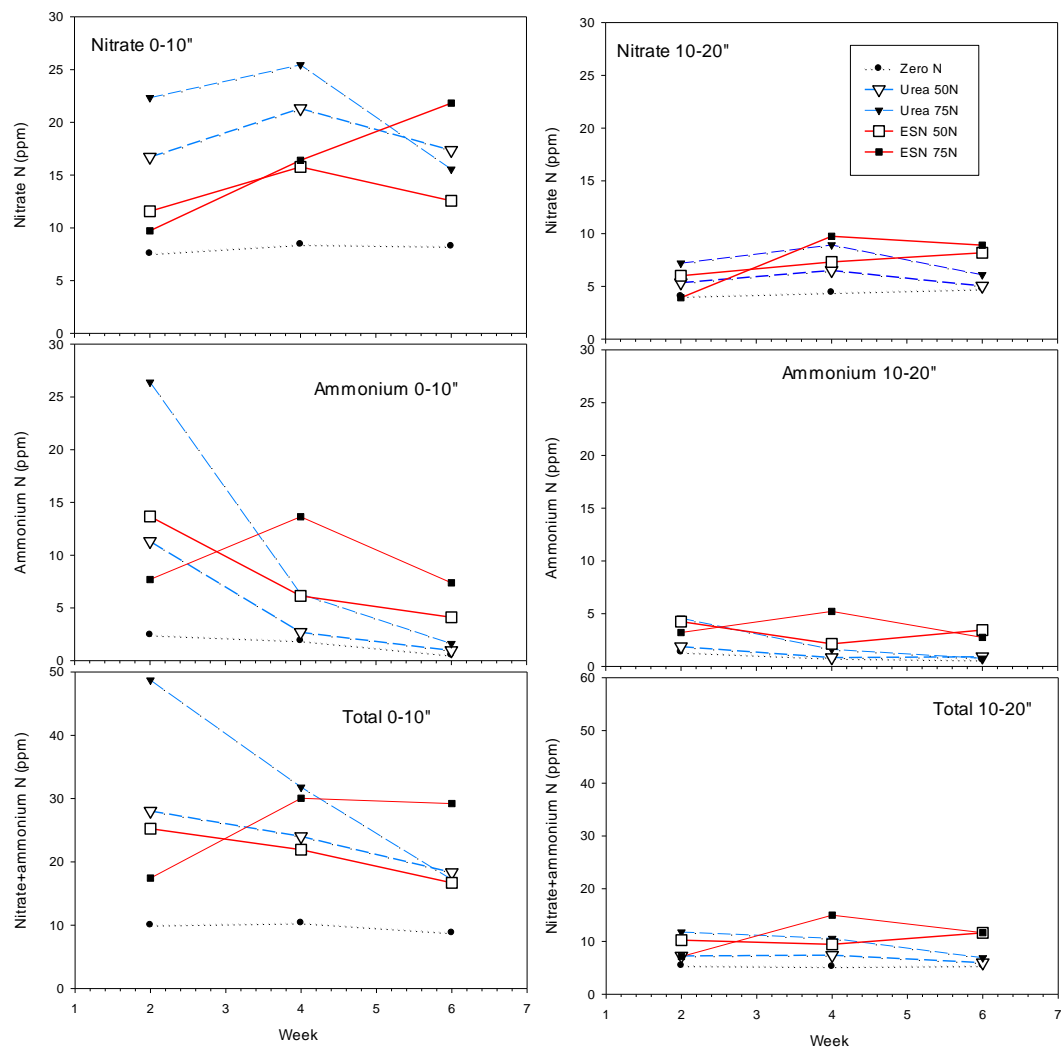 Nitrate 0-10"
Nitrate N (ppm)
30
25
20
15
10
5
0
Nitrate 10-20"
Nitrate N (ppm)
30
25
20
15
10
5
0
Zero N
Urea 50N
Urea 75N
ESN 50N
ESN 75N
Ammonium 0-10"
Ammonium N (ppm)
30
25
20
15
10
5
0
Ammonium 10-20"
Ammonium N (ppm)
30
25
20
15
10
5
0
Total 0-10"
Nitrate+ammonium N (ppm)
50
40
30
20
10
0
1 2 3 4 5 6 7
Week
Total 10-20"
Nitrate+ammonium N (ppm)
60
50
40
30
20
10
0
1 2 3 4 5 6 7
Week